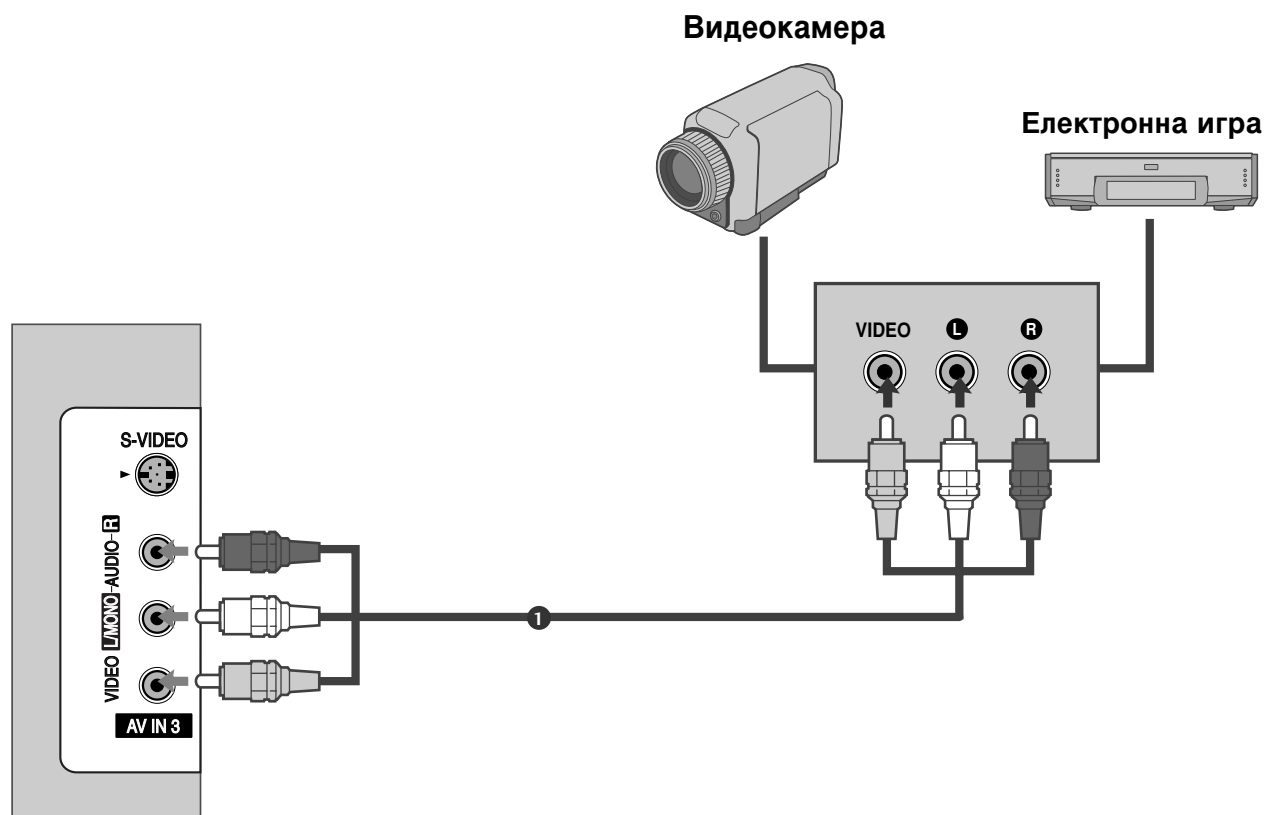 Видеокамера
Електронна игра
VIDEO L R
S-VIDEO
VIDEO L/MONO-AUDIO-R
1
AV IN 3